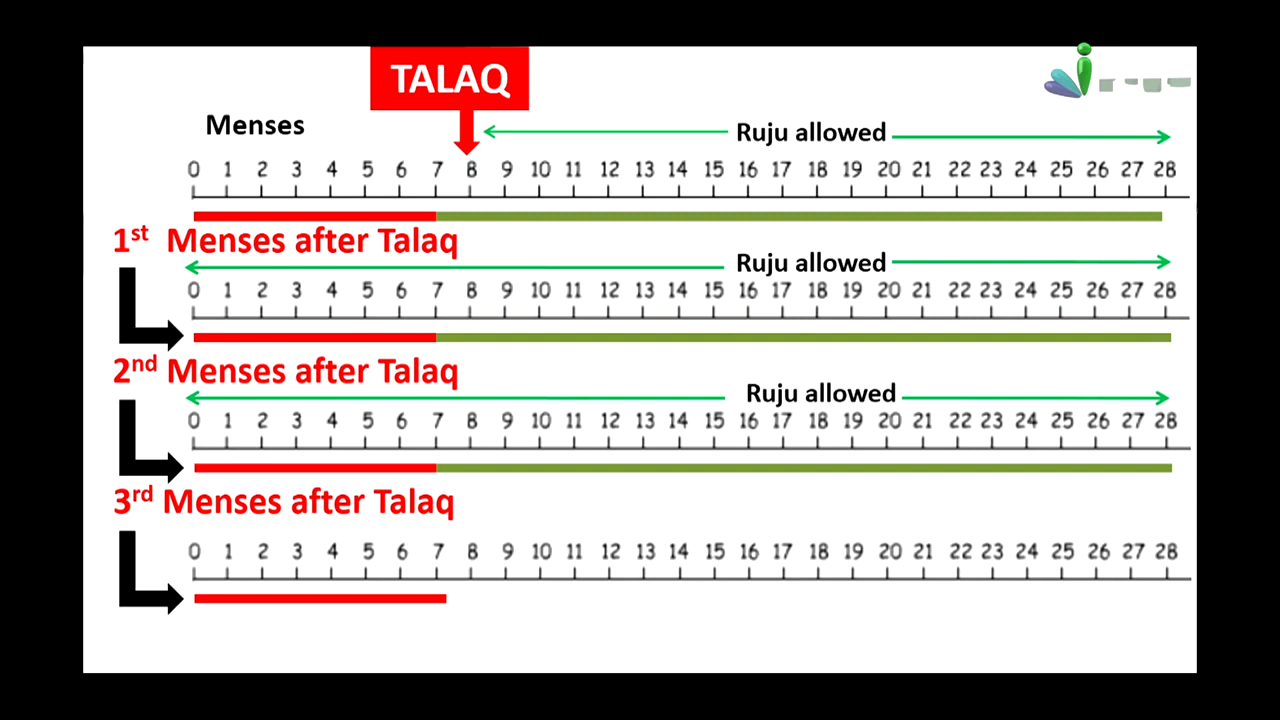 TALAQ
Menses
Ruju allowed
0 1 2 3 4 5 6 7 8 9 10 11 12 13 14 15 16 17 18 19 20 21 22 23 24 25 26 27 28
1st Menses after Talaq
Ruju allowed
0 1 2 3 4 5 6 7 8 9 10 11 12 13 14 15 16 17 18 19 20 21 22 23 24 25 26 27 28
2nd Menses after Talaq
Ruju allowed
0 1 2 3 4 5 6 7 8 9 10 11 12 13 14 15 16 17 18 19 20 21 22 23 24 25 26 27 28
3rd Menses after Talaq
0 1 2 3 4 5 6 7 8 9 10 11 12 13 14 15 16 17 18 19 20 21 22 23 24 25 26 27 28